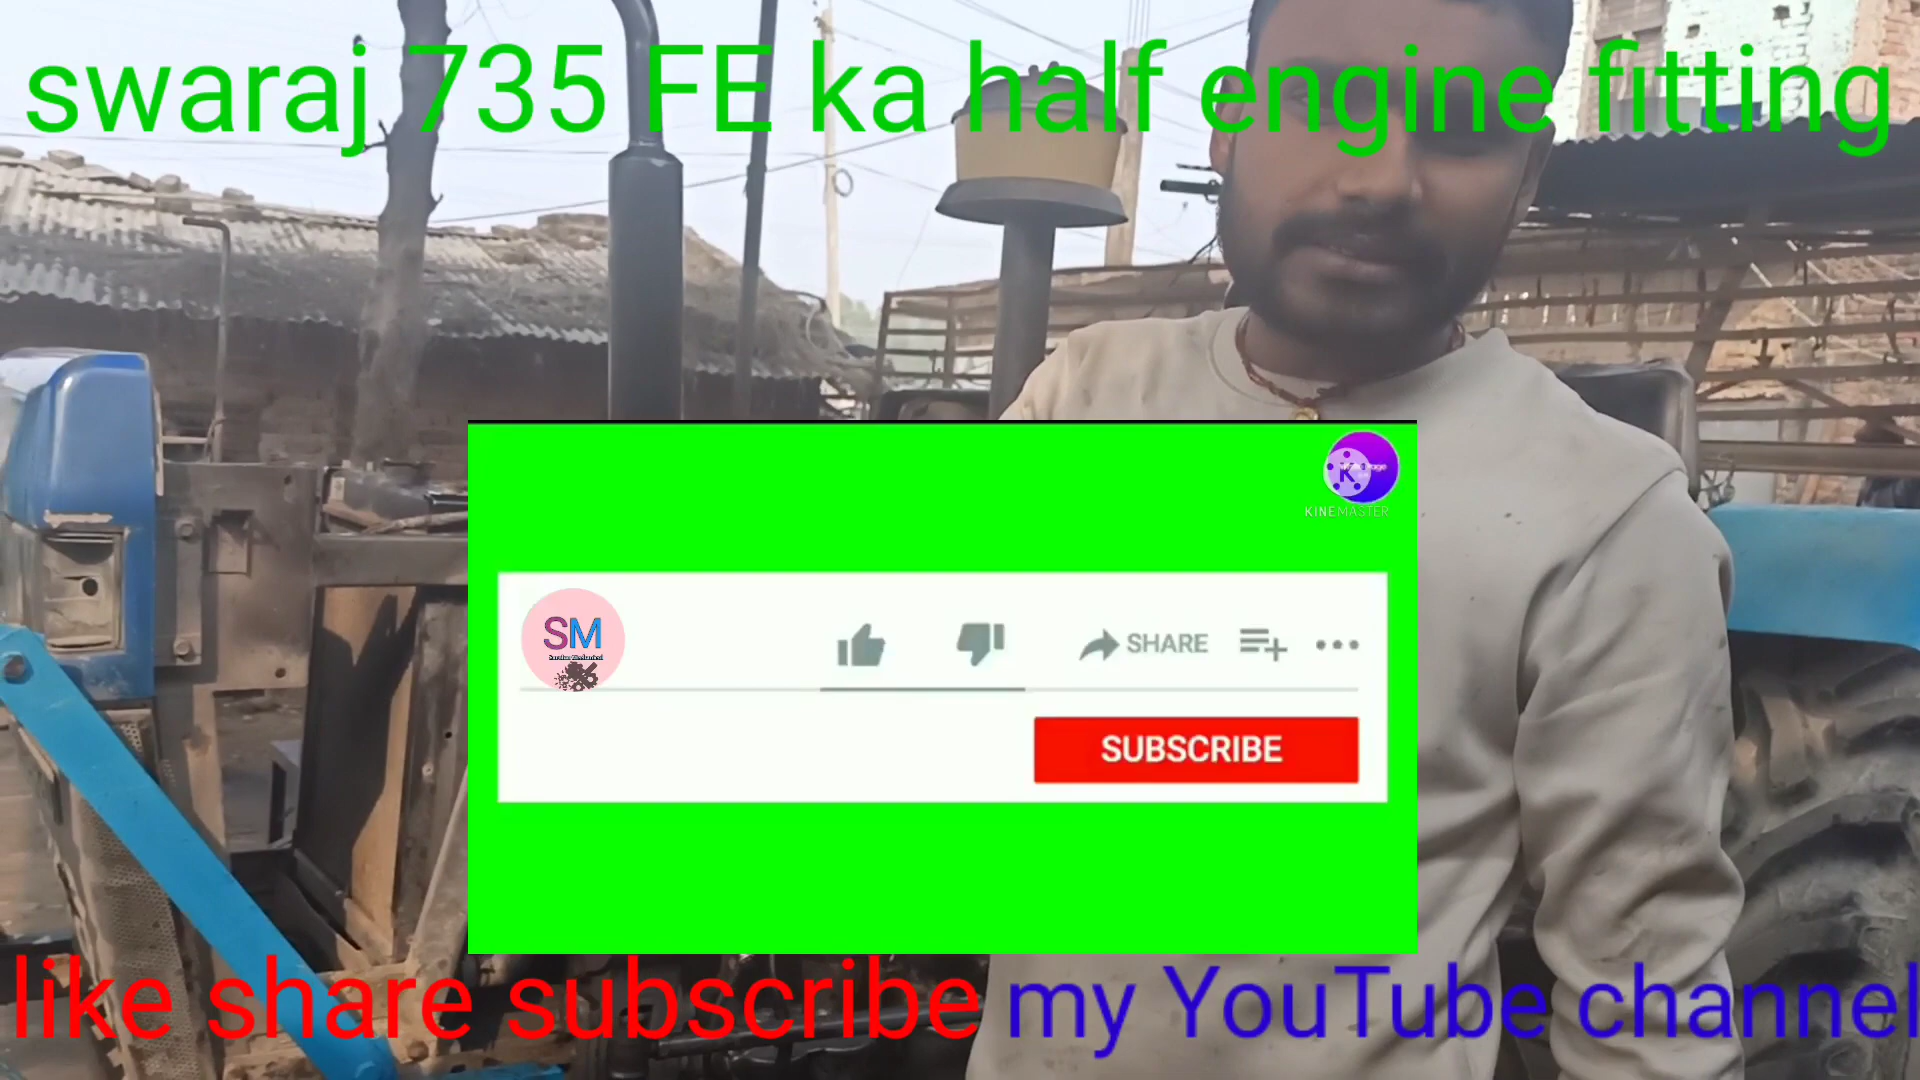 swaraj 735 FE ka half engine fitting
K
KINEMASTER
SM
SHARE
SUBSCRIBE
like share subscribe my YouTube channel